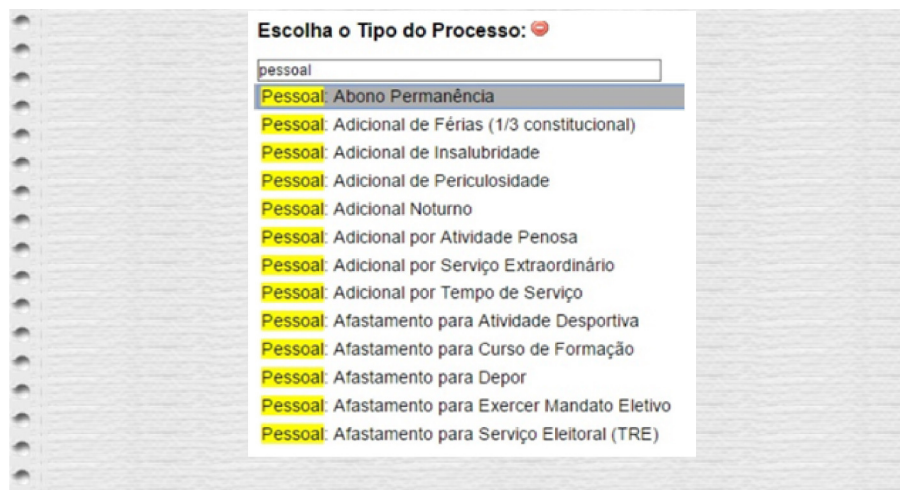 Escolha o Tipo do Processo:
pessoal
Pessoal: Abono Permanência
Pessoal: Adicional de Férias (1/3 constitucional)
Pessoal: Adicional de Insalubridade
Pessoal: Adicional de Periculosidade
Pessoal: Adicional Noturno
Pessoal: Adicional por Atividade Penosa
Pessoal: Adicional por Serviço Extraordinário
Pessoal: Adicional por Tempo de Serviço
Pessoal: Afastamento para Atividade Desportiva
Pessoal: Afastamento para Curso de Formação
Pessoal: Afastamento para Depor
Pessoal: Afastamento para Exercer Mandato Eletivo
Pessoal: Afastamento para Serviço Eleitoral (TRE)